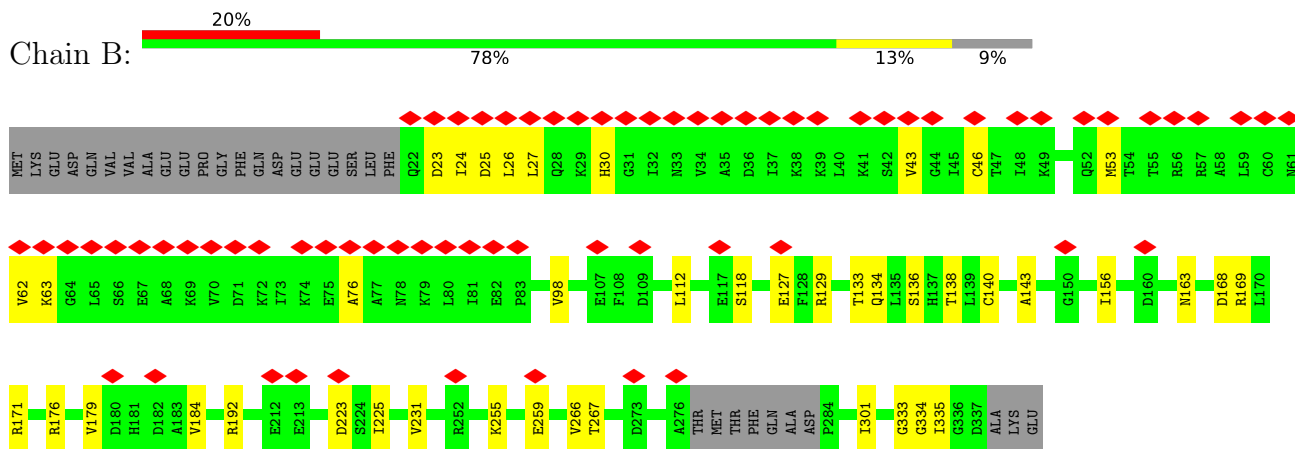 20%
Chain B:
78% 13% 9%
MET LYS GLU ASP GLN VAL VAL ALA GLU GLU PRO GLY PHE GLN ASP GLU GLU GLU SER LEU PHE Q22 D23 I24 D25 L26 L27 Q28 K29 H30 G31 I32 N33 V34 A35 D36 I37 K38 K39 L40 K41 S42 V43 G44 I45 C46 T47 I48 K49 Q52 M53 T54 T55 R56 R57 A58 L59 C60 N61
V62 K63 G64 L65 S66 E67 A68 K69 V70 D71 K72 I73 K74 E75 A76 A77 N78 K79 L80 I81 E82 P83 V98 E107 F108 D109 L112 E117 S118 E127 F128 R129 T133 Q134 L135 S136 H137 T138 L139 C140 A143 G150 I156 D160 N163 D168 R169 L170
R171 R176 V179 D180 H181 D182 A183 V184 R192 E212 E213 D223 S224 I225 V231 R252 K255 E259 V266 T267 D273 A276 THR MET THR PHE GLN ALA ASP P284 I301 G333 G334 I335 G336 D337 ALA LYS GLU